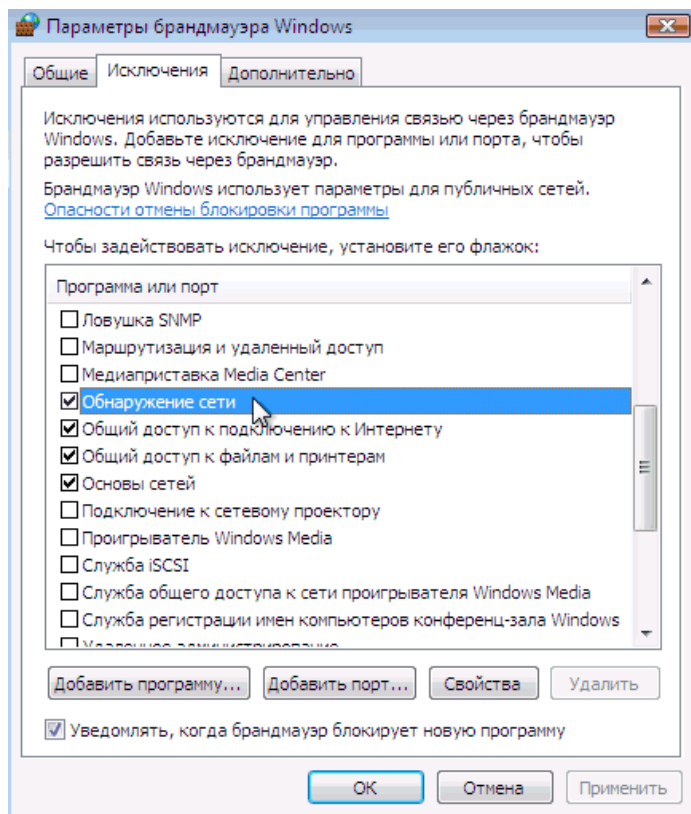 Параметры брандмауэра Windows
Общие Исключения Дополнительно
Исключения используются для управления связью через брандмауэр
Windows. Добавьте исключение для программы или порта, чтобы
разрешить связь через брандмауэр.
Брандмауэр Windows использует параметры для публичных сетей.
Опасности отмены блокировки программы
Чтобы задействовать исключение, установите его флажок:
Программа или порт
Ловушка SNMP
Маршрутизация и удаленный доступ
Медиаприставка Media Center
Обнаружение сети
Общий доступ к подключению к Интернету
Общий доступ к файлам и принтерам
Основы сетей
Подключение к сетевому проектору
Проигрыватель Windows Media
Служба iSCSI
Служба общего доступа к сети проигрывателя Windows Media
Служба регистрации имен компьютеров конференц-зала Windows
Удаленное администрирование
Добавить программу... Добавить порт... Свойства Удалить
Уведомлять, когда брандмауэр блокирует новую программу
ОК Отмена Применить